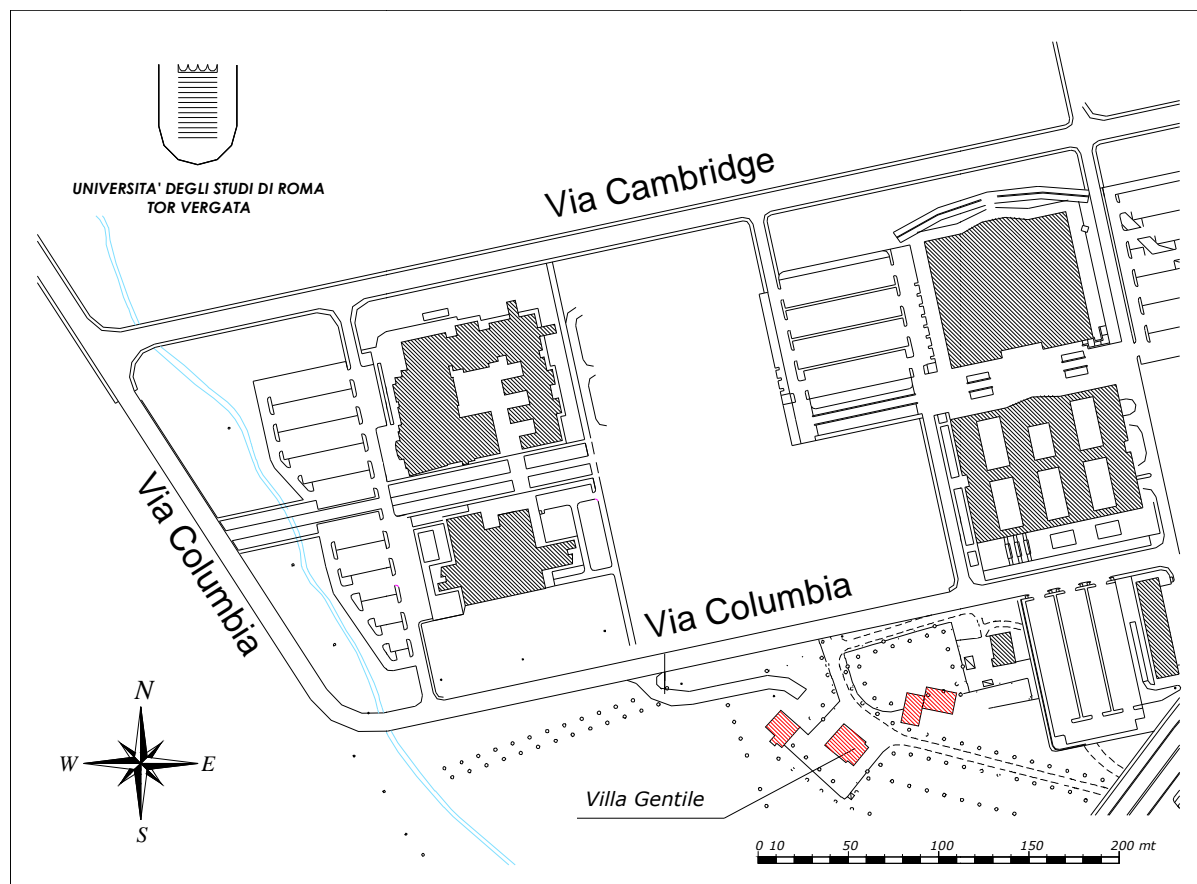 UNIVERSITA' DEGLI STUDI DI ROMA
TOR VERGATA
Via Cambridge
Via Columbia
Via Columbia
N
W E
S
Villa Gentile
0 10 50 100 150 200 mt